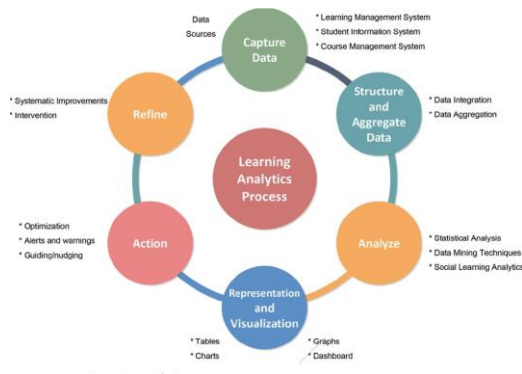 Data
Sources
Capture
Data
* Learning Management System
* Student Information System
* Course Management System
Structure
and
Aggregate
Data
* Data Integration
* Data Aggregation
Analyze
* Statistical Analysis
* Data Mining Techniques
* Social Learning Analytics
Representation
and
Visualization
* Tables
* Charts
* Graphs
* Dashboard
Action
* Optimization
* Alerts and warnings
* Guiding/nudging
Refine
* Systematic Improvements
* Intervention
Learning
Analytics
Process